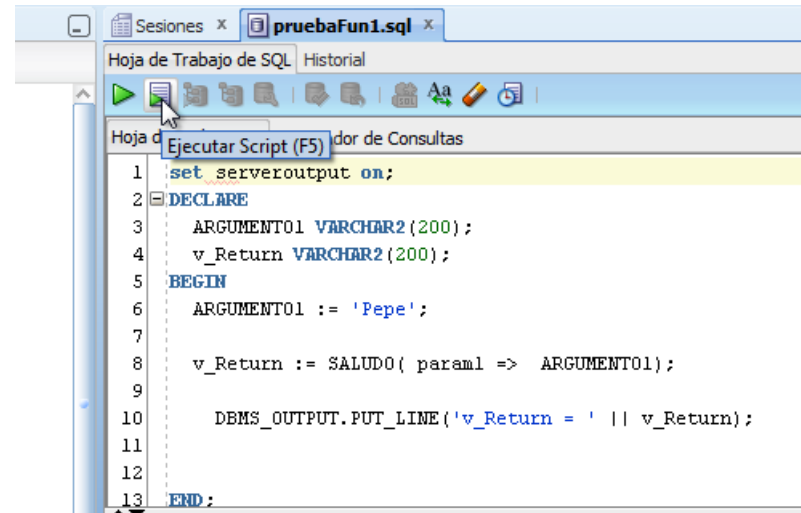 Sesiones x pruebaFun1.sql x
Hoja de Trabajo de SQL Historial
Aa
Hoja d dor de Consultas
Ejecutar Script (F5)
1 set serveroutput on;
2 DECLARE
3 ARGUMENTO1 VARCHAR2(200);
4 v_Return VARCHAR2(200);
5 BEGIN
6 ARGUMENTO1 := 'Pepe';
7
8 v_Return := SALUDO( param1 => ARGUMENTO1);
9
10 DBMS_OUTPUT.PUT_LINE('v_Return = ' || v_Return);
11
12
13 END;